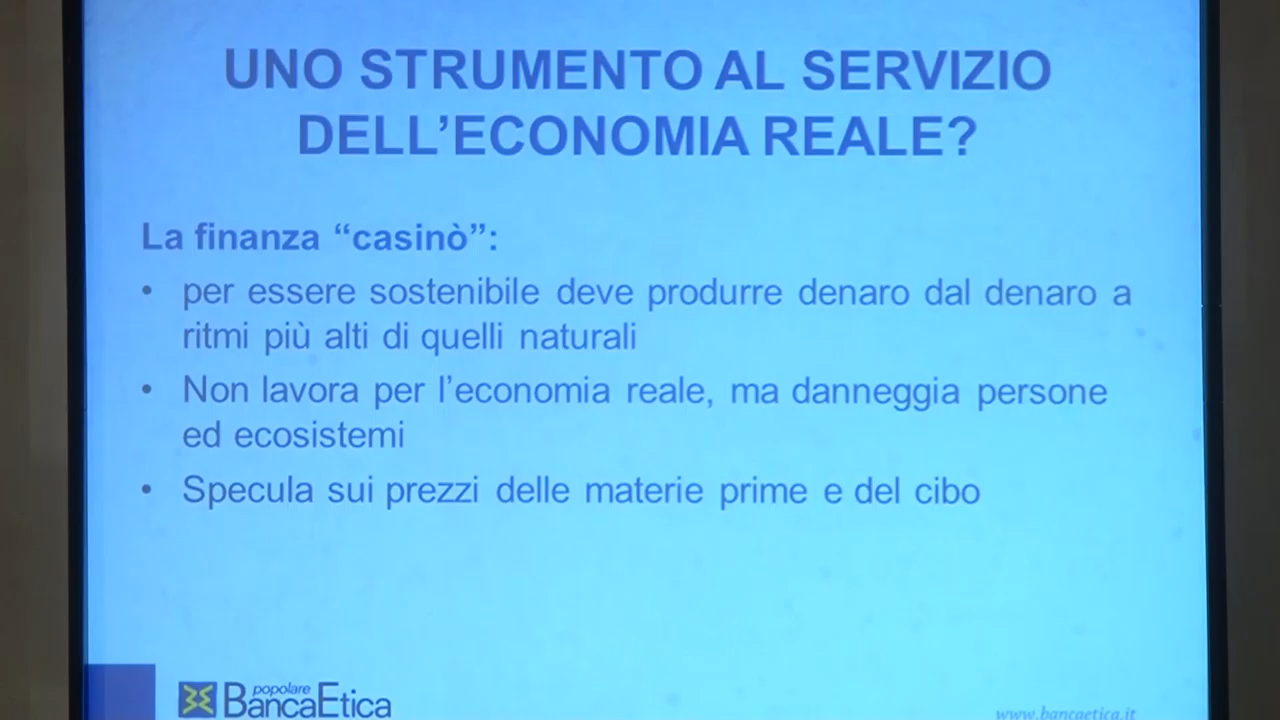 UNO STRUMENTO AL SERVIZIO
DELL’ECONOMIA REALE?
La finanza “casinò”:
• per essere sostenibile deve produrre denaro dal denaro a
ritmi più alti di quelli naturali
• Non lavora per l’economia reale, ma danneggia persone
ed ecosistemi
• Specula sui prezzi delle materie prime e del cibo
popolare
BancaEtica
www.bancaetica.it